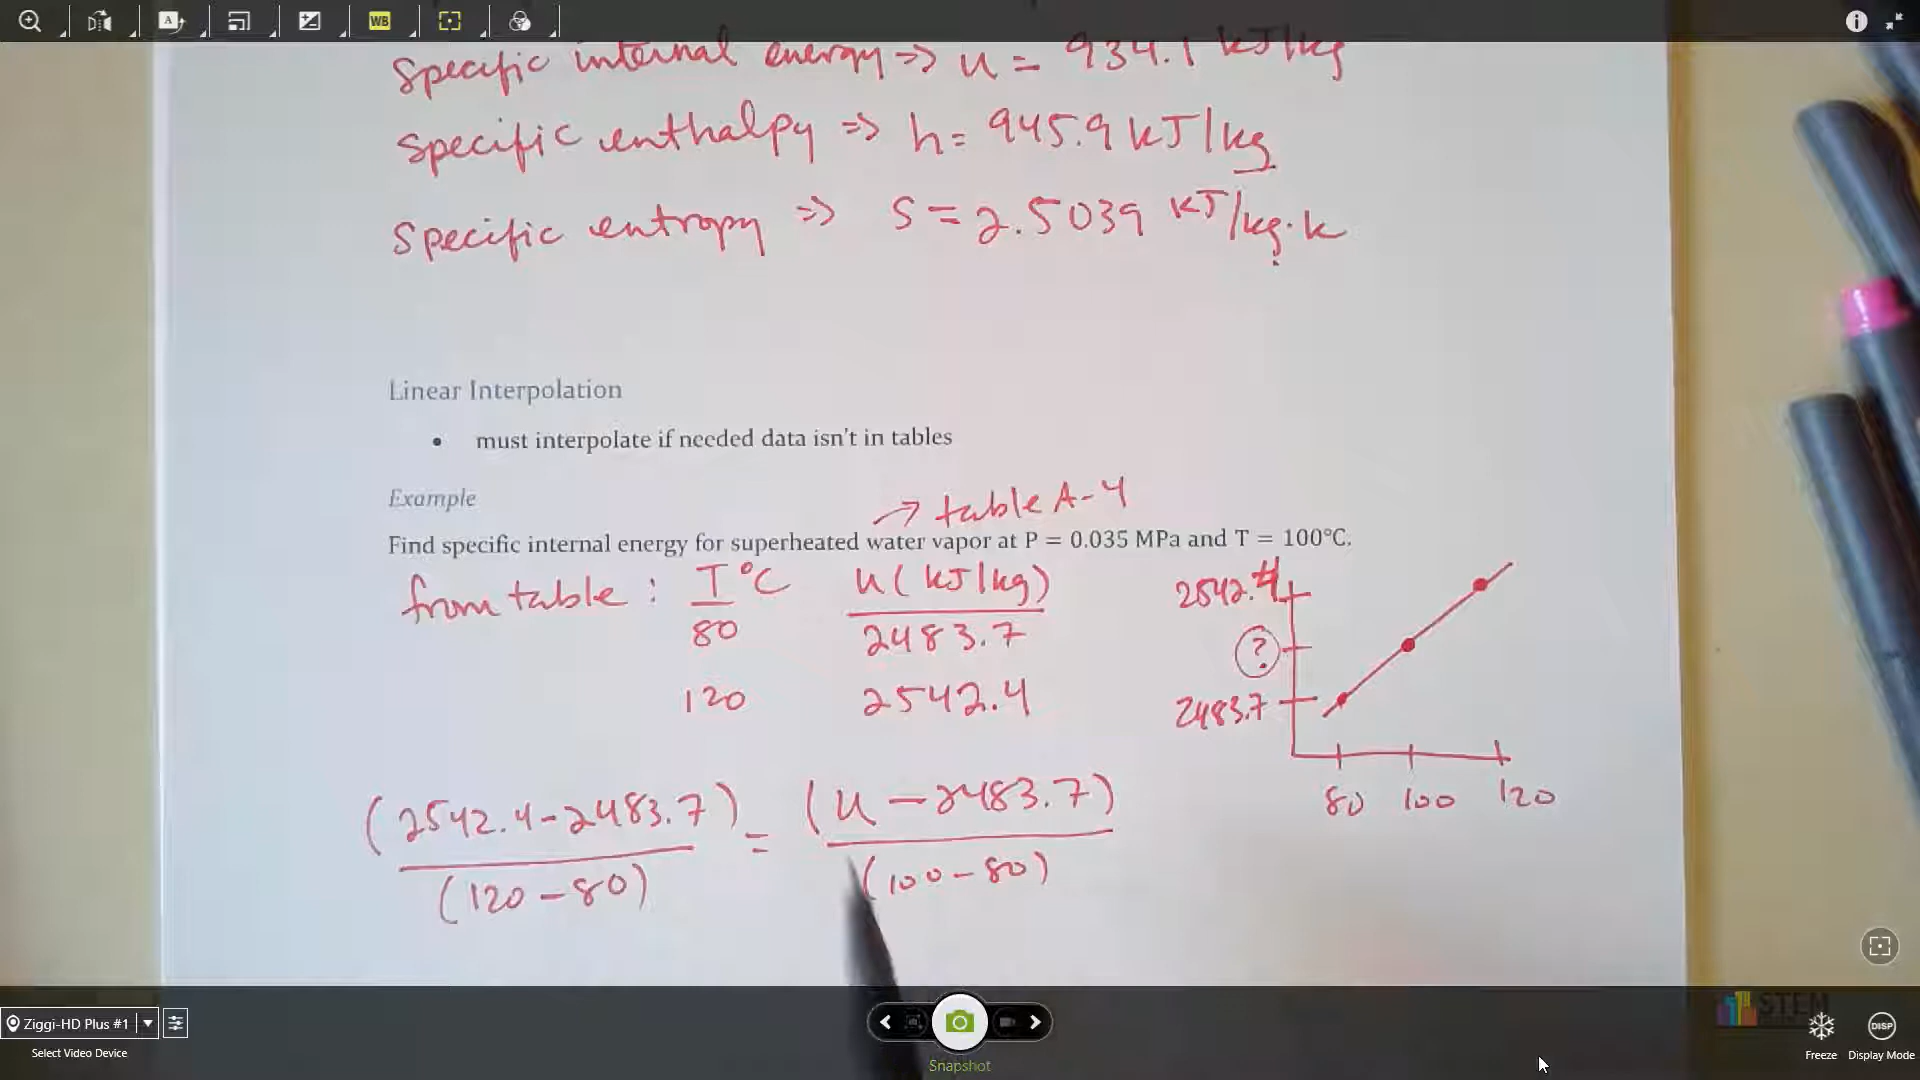 WB
Specific internal energy => u = 934.1 kJ/kg
Specific enthalpy => h = 945.9 kJ/kg
Specific entropy => s = 2.5039 kJ/kg·k
Linear Interpolation
• must interpolate if needed data isn't in tables
Example
→ table A-4
Find specific internal energy for superheated water vapor at P = 0.035 MPa and T = 100°C.
from table : T °C u (kJ/kg)
80 2483.7
120 2542.4
2542.4
?
2483.7
80 100 120
(2542.4 - 2483.7) = (u - 2483.7)
(120 - 80) (100 - 80)
STEM
Ziggi-HD Plus #1
Select Video Device
Snapshot
DISP
Freeze Display Mode